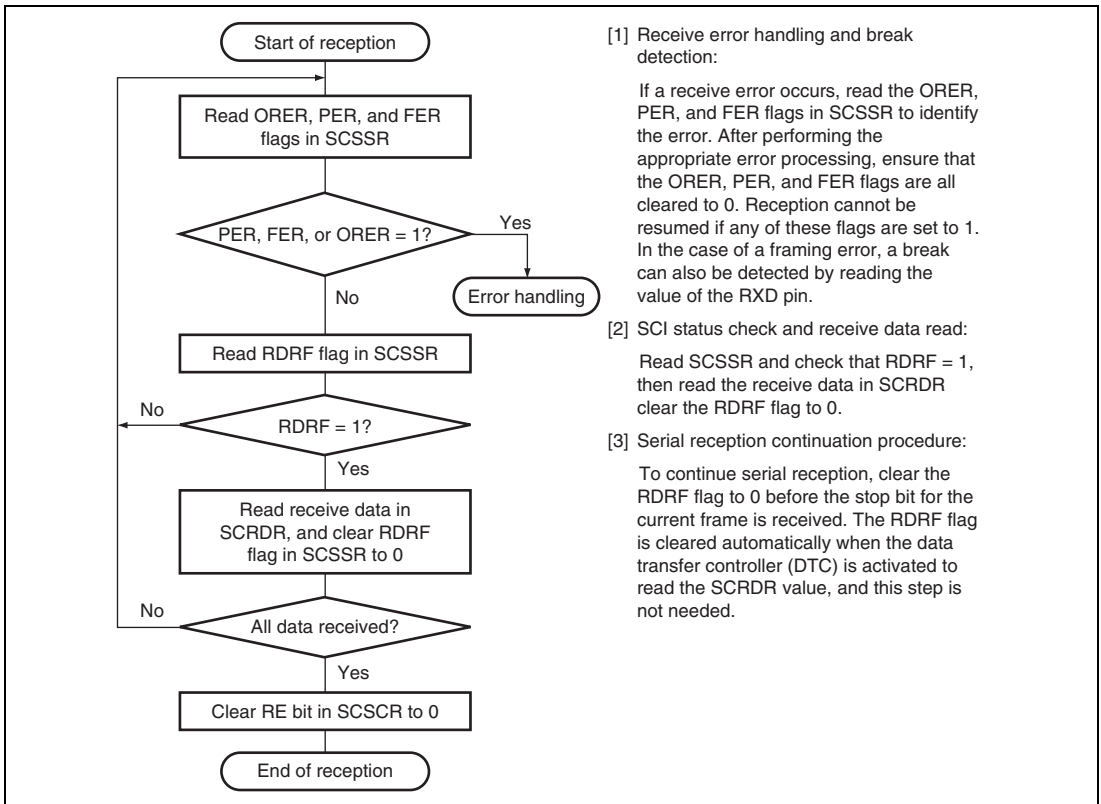 Start of reception
Read ORER, PER, and FER
flags in SCSSR
PER, FER, or ORER = 1?
Yes
Error handling
No
Read RDRF flag in SCSSR
No
RDRF = 1?
Yes
Read receive data in
SCRDR, and clear RDRF
flag in SCSSR to 0
No
All data received?
Yes
Clear RE bit in SCSCR to 0
End of reception
[1] Receive error handling and break
detection:
If a receive error occurs, read the ORER,
PER, and FER flags in SCSSR to identify
the error. After performing the
appropriate error processing, ensure that
the ORER, PER, and FER flags are all
cleared to 0. Reception cannot be
resumed if any of these flags are set to 1.
In the case of a framing error, a break
can also be detected by reading the
value of the RXD pin.
[2] SCI status check and receive data read:
Read SCSSR and check that RDRF = 1,
then read the receive data in SCRDR
clear the RDRF flag to 0.
[3] Serial reception continuation procedure:
To continue serial reception, clear the
RDRF flag to 0 before the stop bit for the
current frame is received. The RDRF flag
is cleared automatically when the data
transfer controller (DTC) is activated to
read the SCRDR value, and this step is
not needed.